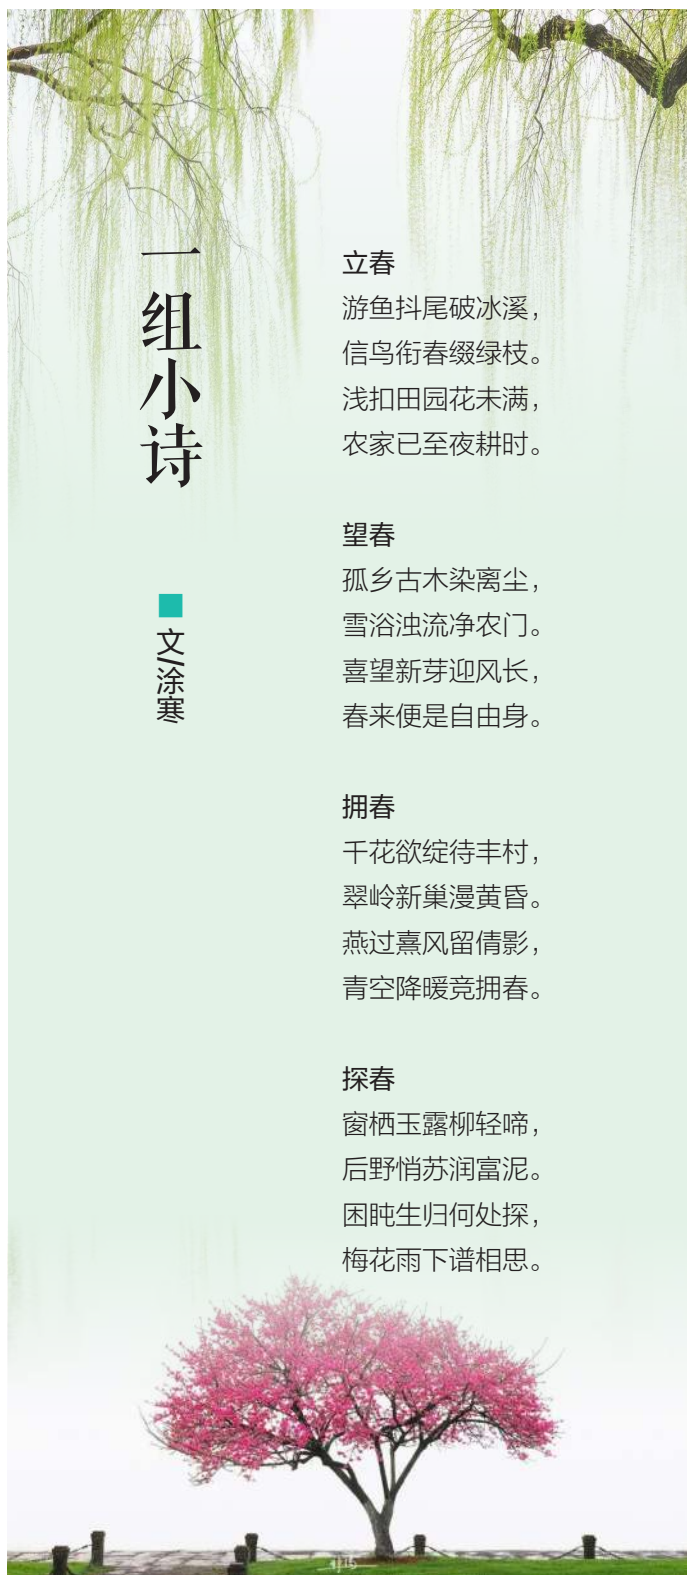 一组小诗
■文/涂寒
立春
游鱼抖尾破冰溪，
信鸟衔春缀绿枝。
浅扣田园花未满，
农家已至夜耕时。
望春
孤乡古木染离尘，
雪浴浊流净农门。
喜望新芽迎风长，
春来便是自由身。
拥春
千花欲绽待丰村，
翠岭新巢漫黄昏。
燕过熹风留倩影，
青空降暖竞拥春。
探春
窗栖玉露柳轻啼，
后野悄苏润富泥。
困盹生归何处探，
梅花雨下谱相思。